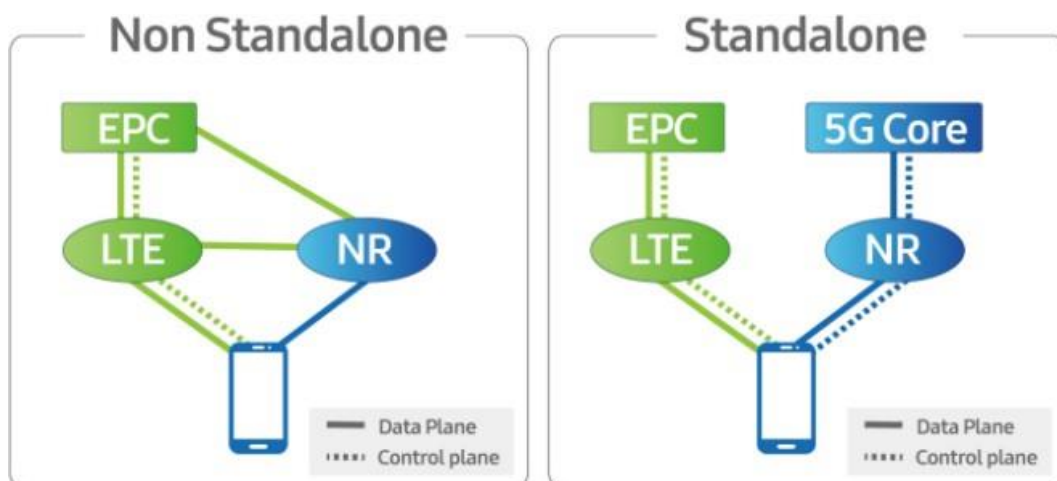 Non Standalone
EPC
LTE
NR
Data Plane
Control plane
Standalone
EPC
5G Core
LTE
NR
Data Plane
Control plane